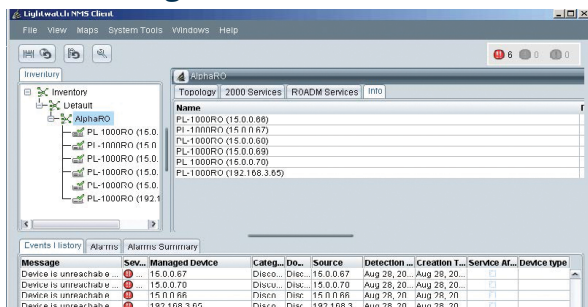 Lightwatch NMS Client
File View Maps System Tools Windows Help
6 0 0
Inventory
AlphaRO
Topology 2000 Services ROADM Services Info
Inventory
Default
AlphaRO
PL-1000RO (15.0.
PL-1000RO (15.0.
PL-1000RO (15.0.
PL-1000RO (15.0.
PL-1000RO (15.0.
PL-1000RO (192.1
Name
PL-1000RO (15.0.0.66)
PL-1000RO (15.0.0.67)
PL-1000RO (15.0.0.60)
PL-1000RO (15.0.0.69)
PL-1000RO (15.0.0.70)
PL-1000RO (192.168.3.65)
Events History Alarms Alarms Summary
Message Sev... Managed Device Categ... Do... Source Detection ... Creation T... Service Af... Device type
Device is unreachable ... 15.0.0.67 Disco... Disc... 15.0.0.67 Aug 28, 20... Aug 28, 20...
Device is unreachable ... 15.0.0.70 Disco... Disc... 15.0.0.70 Aug 28, 20... Aug 28, 20...
Device is unreachable ... 15.0.0.66 Disco... Disc... 15.0.0.66 Aug 28, 20... Aug 28, 20...
Device is unreachable ... 192.168.3.65 Disco... Disc... 192.168.3... Aug 28, 20... Aug 28, 20...